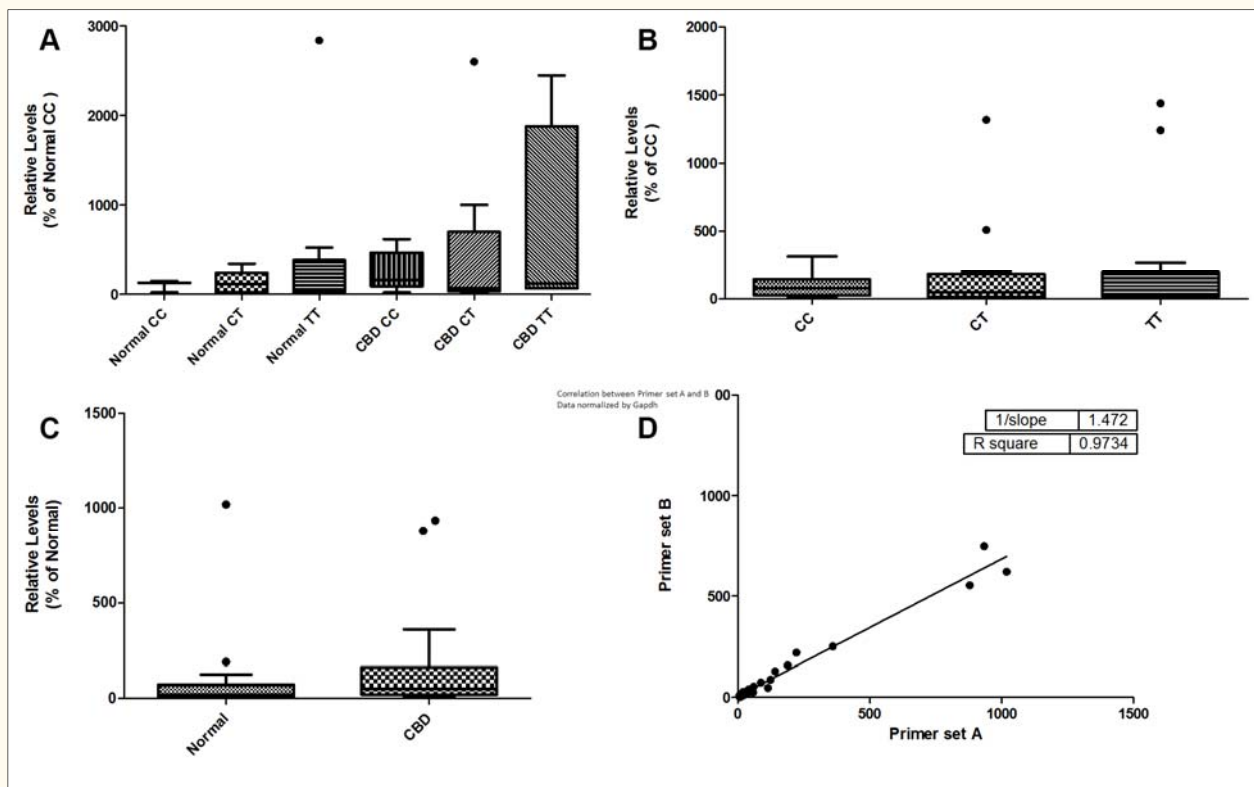 A
3000
2000
1000
0
Relative Levels
(% of Normal CC )
Normal CC
Normal CT
Normal TT
CBD CC
CBD CT
CBD TT
B
2000
1500
1000
500
0
Relative Levels
(% of CC)
CC
CT
TT
C
1500
1000
500
0
Relative Levels
(% of Normal)
Normal
CBD
Correlation between Primer set A and B
Data normalized by Gapdh
D
00
1000
500
0
Primer set B
1/slope 1.472
R square 0.9734
0
500
1000
1500
Primer set A